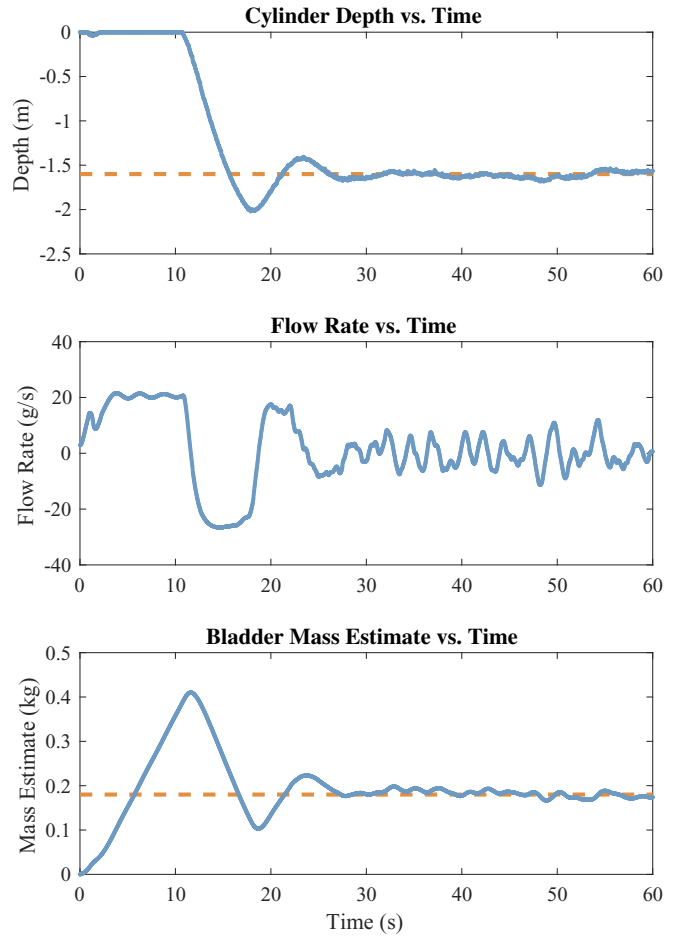 Cylinder Depth vs. Time
0
-0.5
-1
-1.5
-2
-2.5
Depth (m)
0 10 20 30 40 50 60
Flow Rate vs. Time
40
20
0
-20
-40
Flow Rate (g/s)
0 10 20 30 40 50 60
Bladder Mass Estimate vs. Time
0.5
0.4
0.3
0.2
0.1
0
Mass Estimate (kg)
0 10 20 30 40 50 60
Time (s)